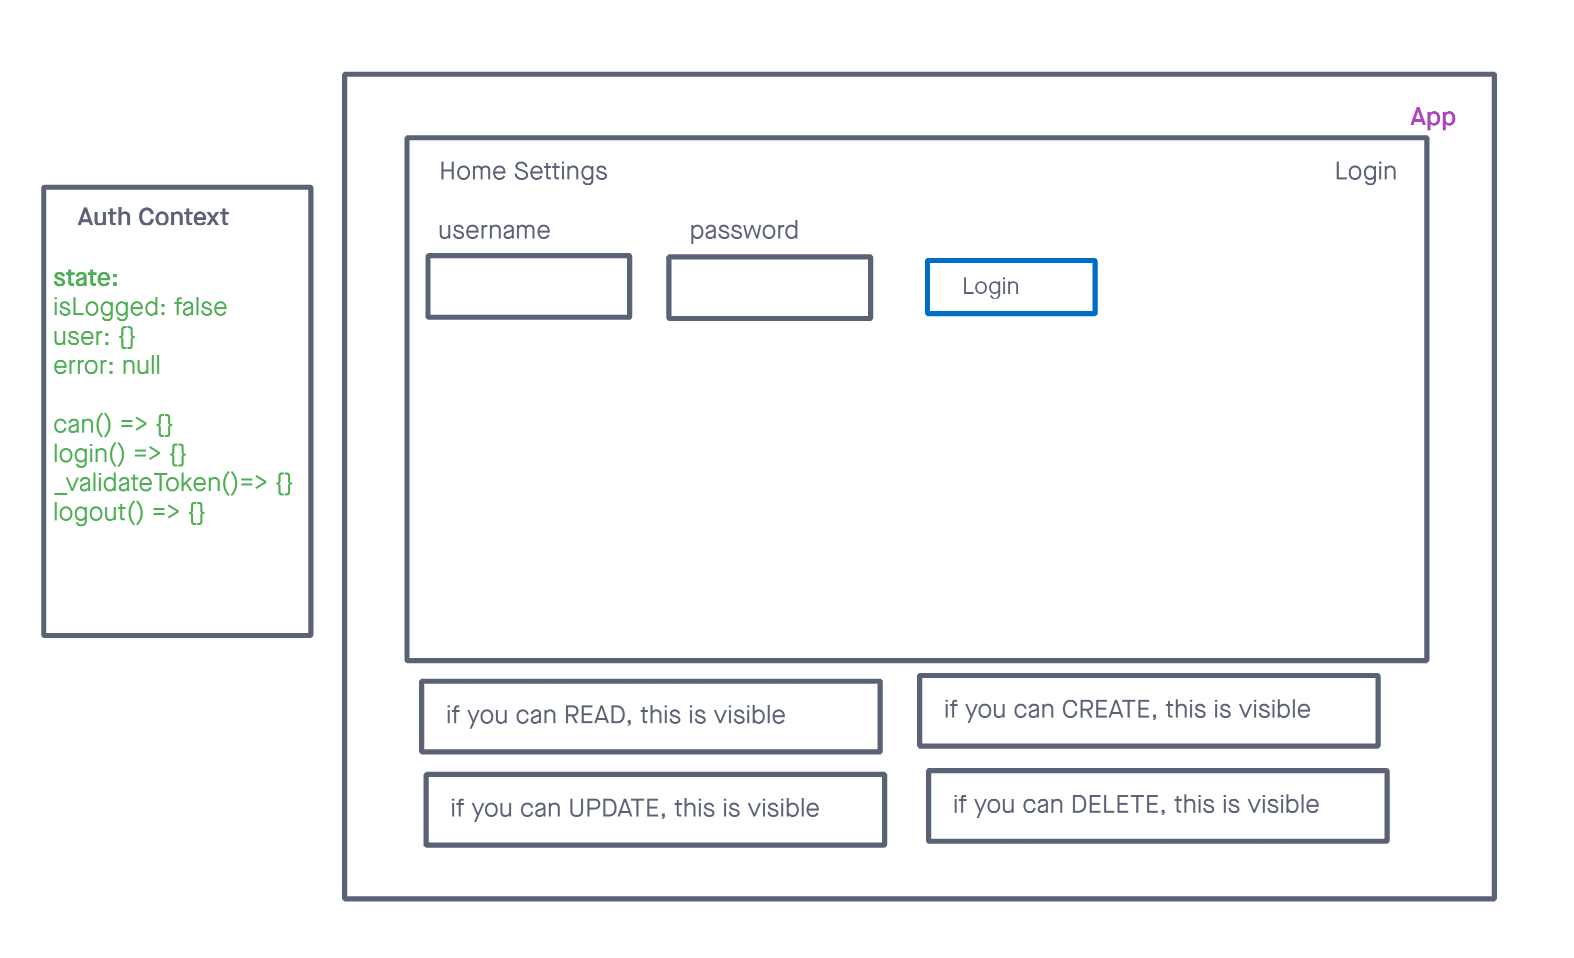 App
Home Settings
Login
username
password
Login
Auth Context
state:
isLogged: false
user: {}
error: null
can() => {}
login() => {}
_validateToken()=> {}
logout() => {}
if you can READ, this is visible
if you can CREATE, this is visible
if you can UPDATE, this is visible
if you can DELETE, this is visible